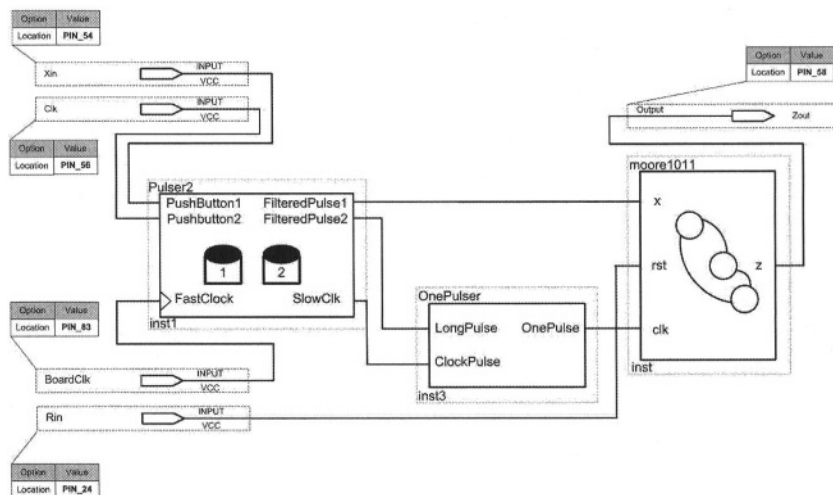 Option Value
Location PIN_54
Xin
INPUT
VCC
Clk
INPUT
VCC
Option Value
Location PIN_56
Option Value
Location PIN_58
Output
Zout
Pulser2
PushButton1 FilteredPulse1
Pushbutton2 FilteredPulse2
1 2
FastClock SlowClk
inst1
moore1011
x
rst z
clk
inst
OnePulser
LongPulse OnePulse
ClockPulse
inst3
Option Value
Location PIN_83
BoardClk
INPUT
VCC
Rin
INPUT
VCC
Option Value
Location PIN_24